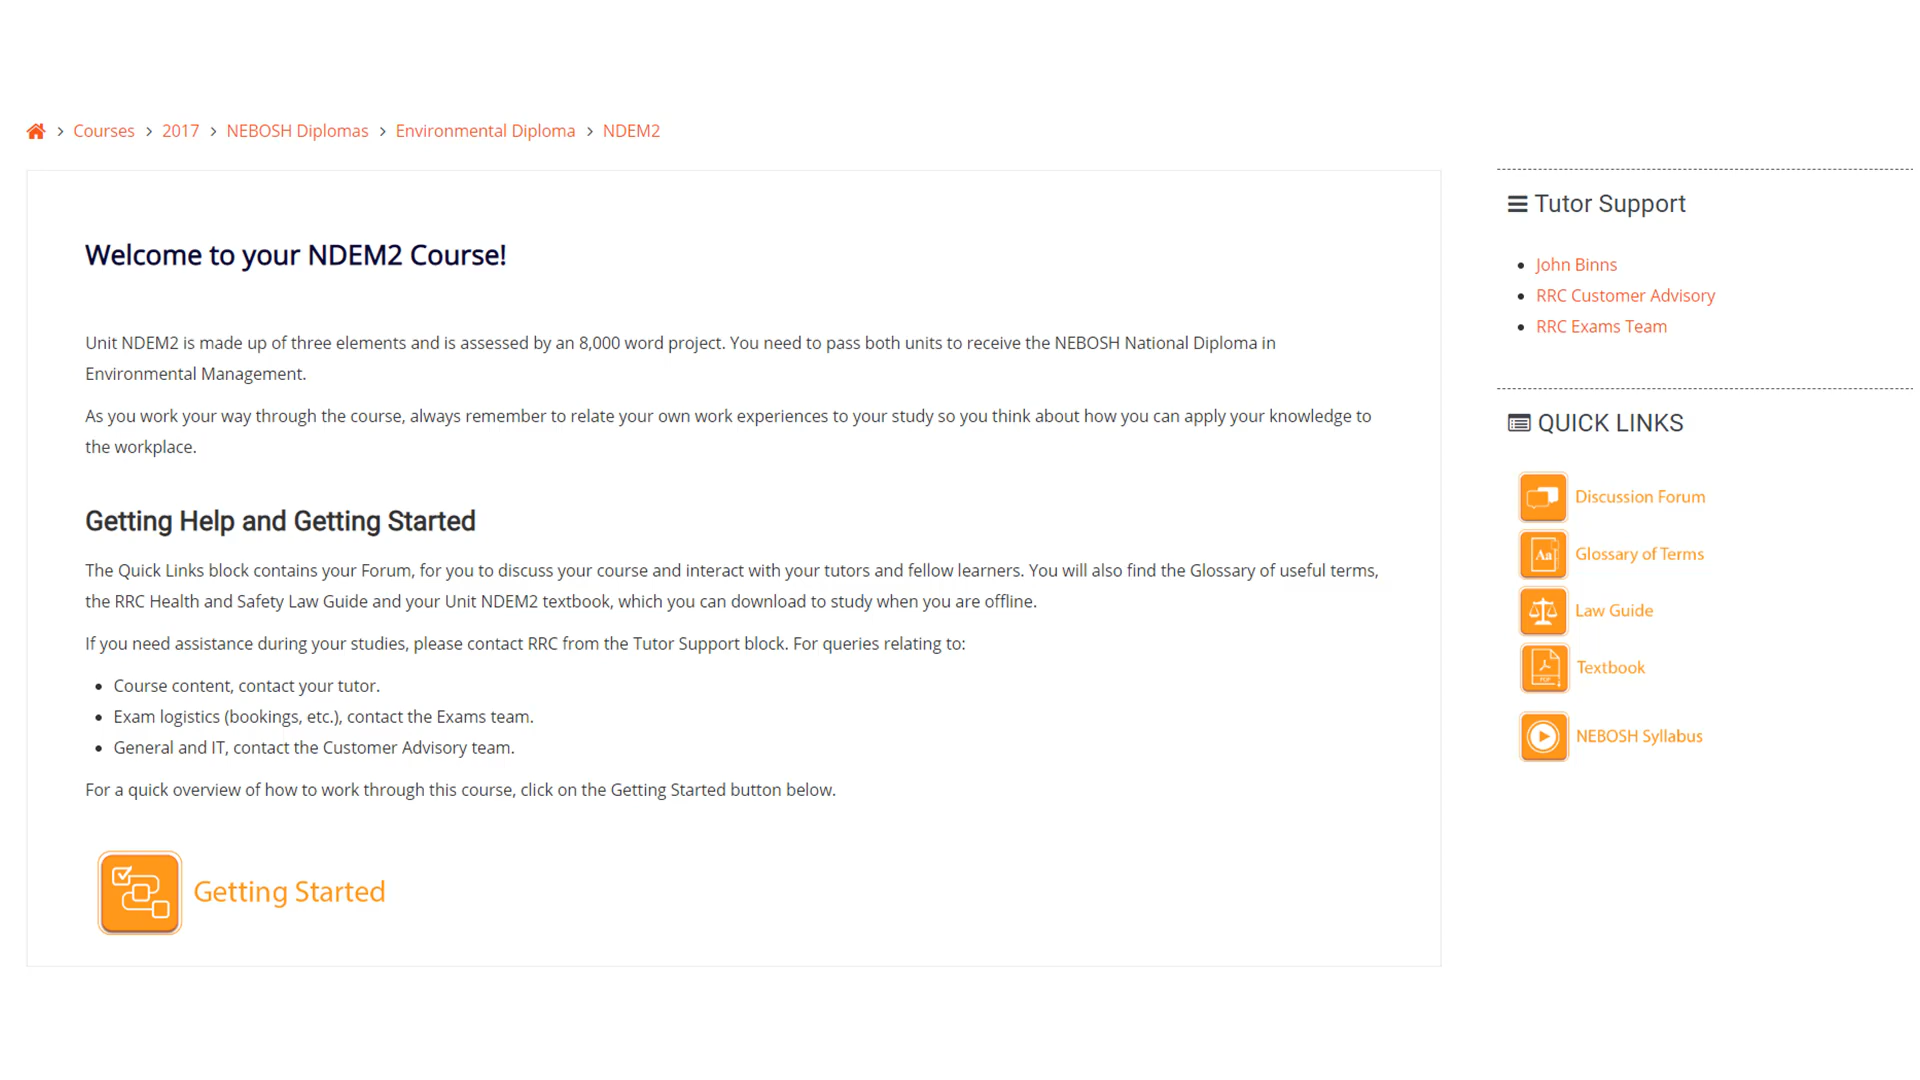 Courses > 2017 > NEBOSH Diplomas > Environmental Diploma > NDEM2
Welcome to your NDEM2 Course!
Unit NDEM2 is made up of three elements and is assessed by an 8,000 word project. You need to pass both units to receive the NEBOSH National Diploma in
Environmental Management.
As you work your way through the course, always remember to relate your own work experiences to your study so you think about how you can apply your knowledge to
the workplace.
Getting Help and Getting Started
The Quick Links block contains your Forum, for you to discuss your course and interact with your tutors and fellow learners. You will also find the Glossary of useful terms,
the RRC Health and Safety Law Guide and your Unit NDEM2 textbook, which you can download to study when you are offline.
If you need assistance during your studies, please contact RRC from the Tutor Support block. For queries relating to:
• Course content, contact your tutor.
• Exam logistics (bookings, etc.), contact the Exams team.
• General and IT, contact the Customer Advisory team.
For a quick overview of how to work through this course, click on the Getting Started button below.
Getting Started
Tutor Support
• John Binns
• RRC Customer Advisory
• RRC Exams Team
QUICK LINKS
Discussion Forum
Aa Glossary of Terms
Law Guide
PDF Textbook
NEBOSH Syllabus